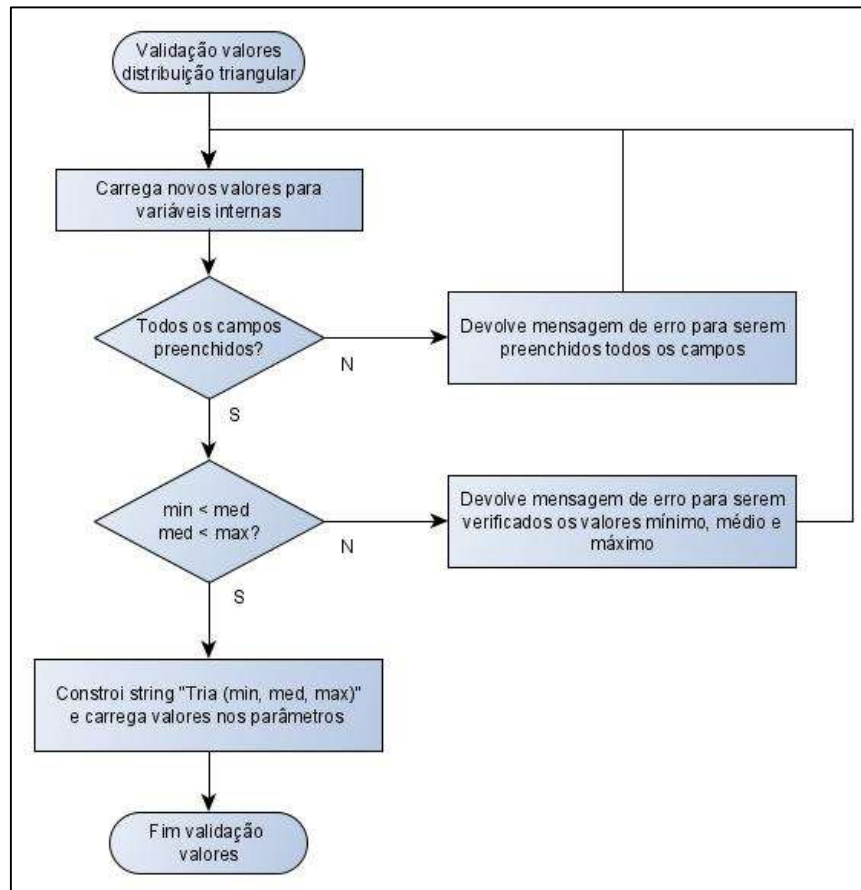 Validação valores
distribuição triangular
Carrega novos valores para
variáveis internas
Todos os campos
preenchidos?
N
Devolve mensagem de erro para serem
preenchidos todos os campos
S
min < med
med < max?
N
Devolve mensagem de erro para serem
verificados os valores mínimo, médio e
máximo
S
Constroi string "Tria (min, med, max)"
e carrega valores nos parâmetros
Fim validação
valores